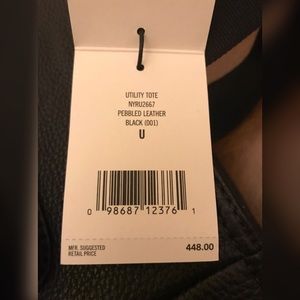 UTILITY TOTE
NYRU2667
PEBBLED LEATHER
BLACK (001)
U
0 98687 12376 1
MFR. SUGGESTED
RETAIL PRICE
448.00